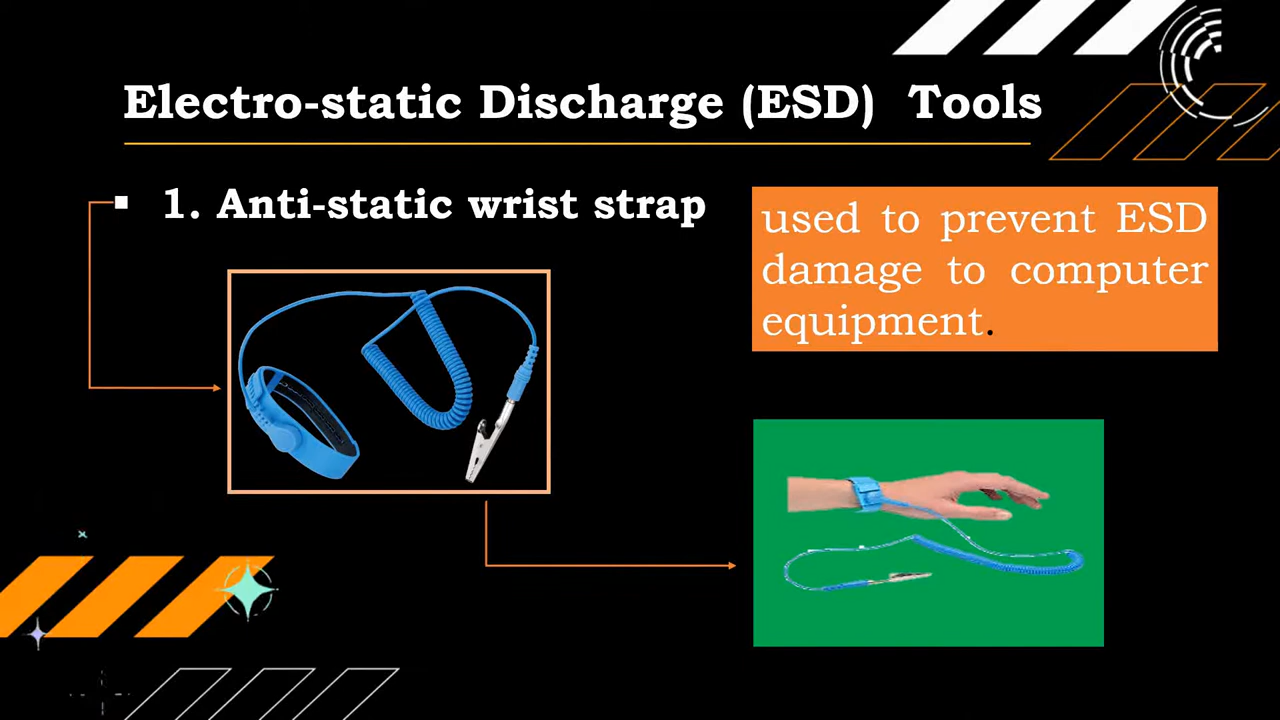 Electro-static Discharge (ESD) Tools
▪ 1. Anti-static wrist strap
used to prevent ESD
damage to computer
equipment.